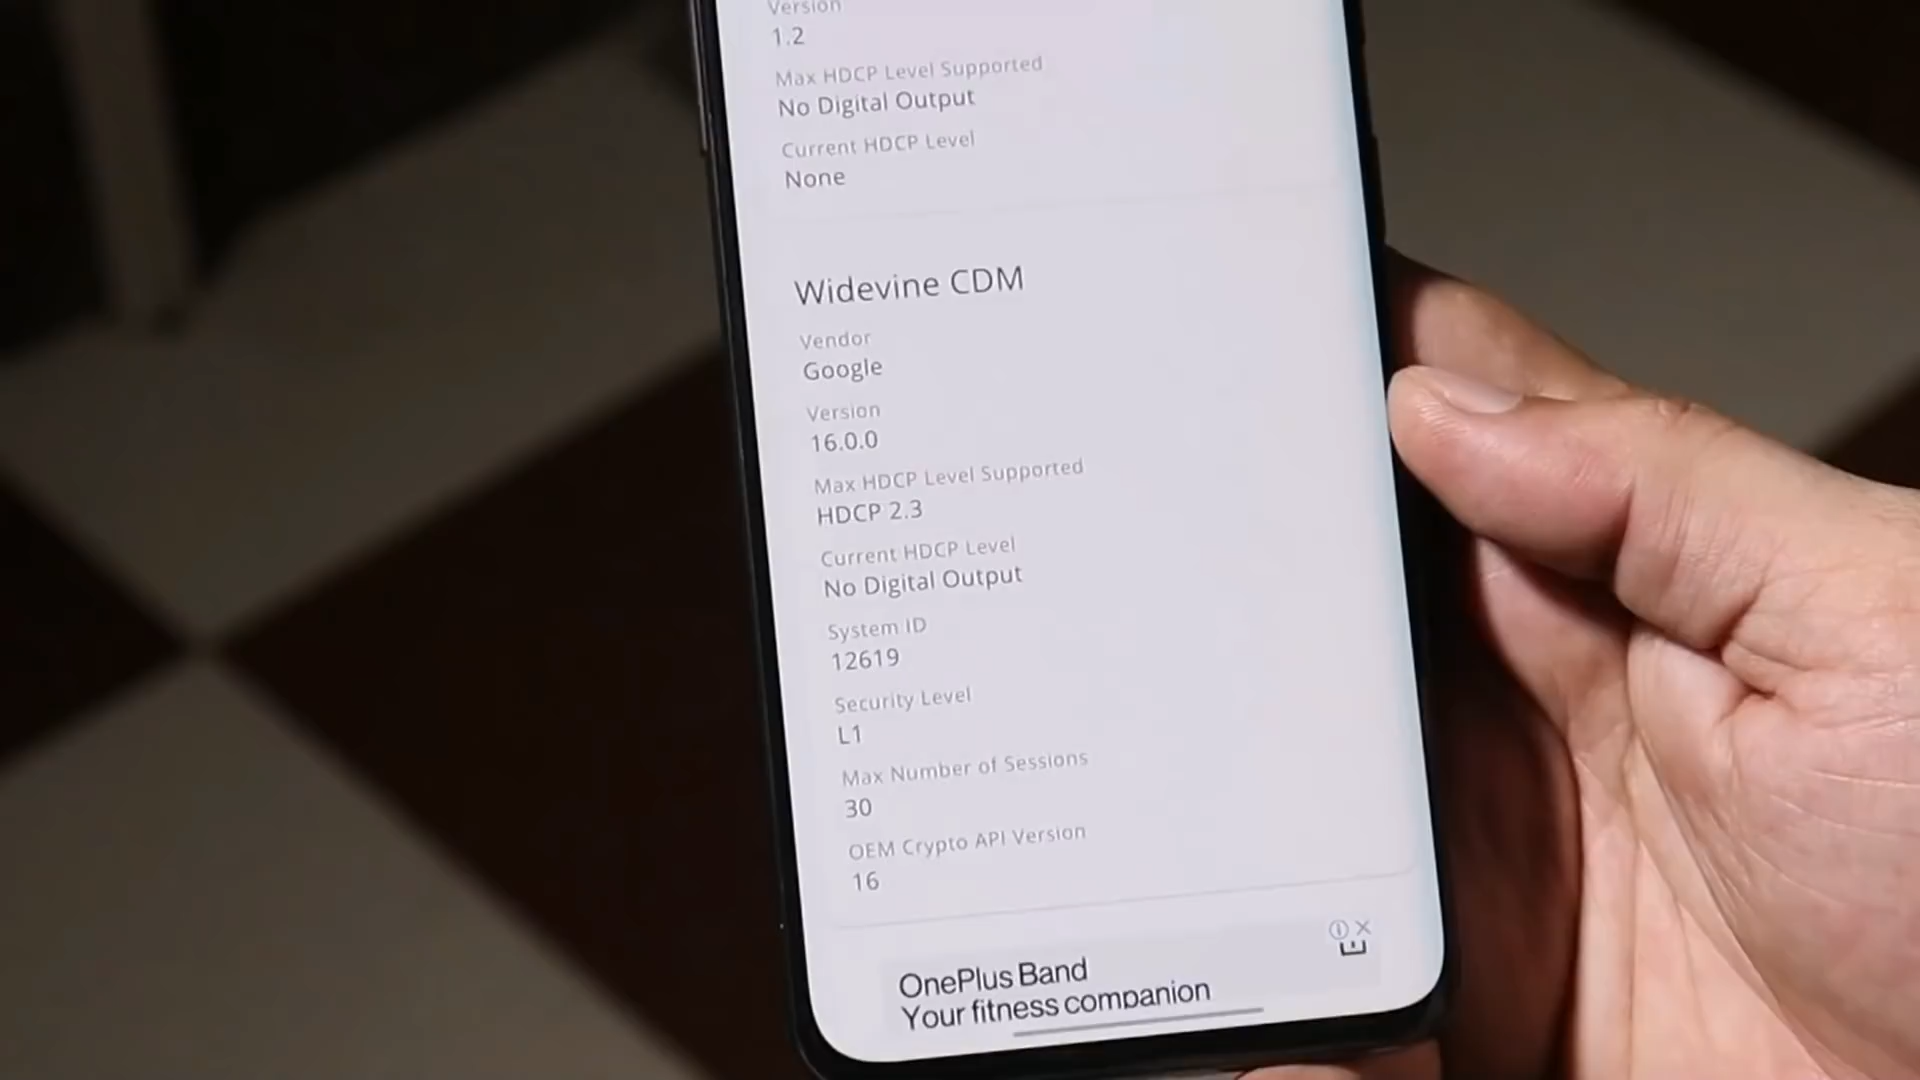 Version
1.2
Max HDCP Level Supported
No Digital Output
Current HDCP Level
None
Widevine CDM
Vendor
Google
Version
16.0.0
Max HDCP Level Supported
HDCP 2.3
Current HDCP Level
No Digital Output
System ID
12619
Security Level
L1
Max Number of Sessions
30
OEM Crypto API Version
16
OnePlus Band
Your fitness companion